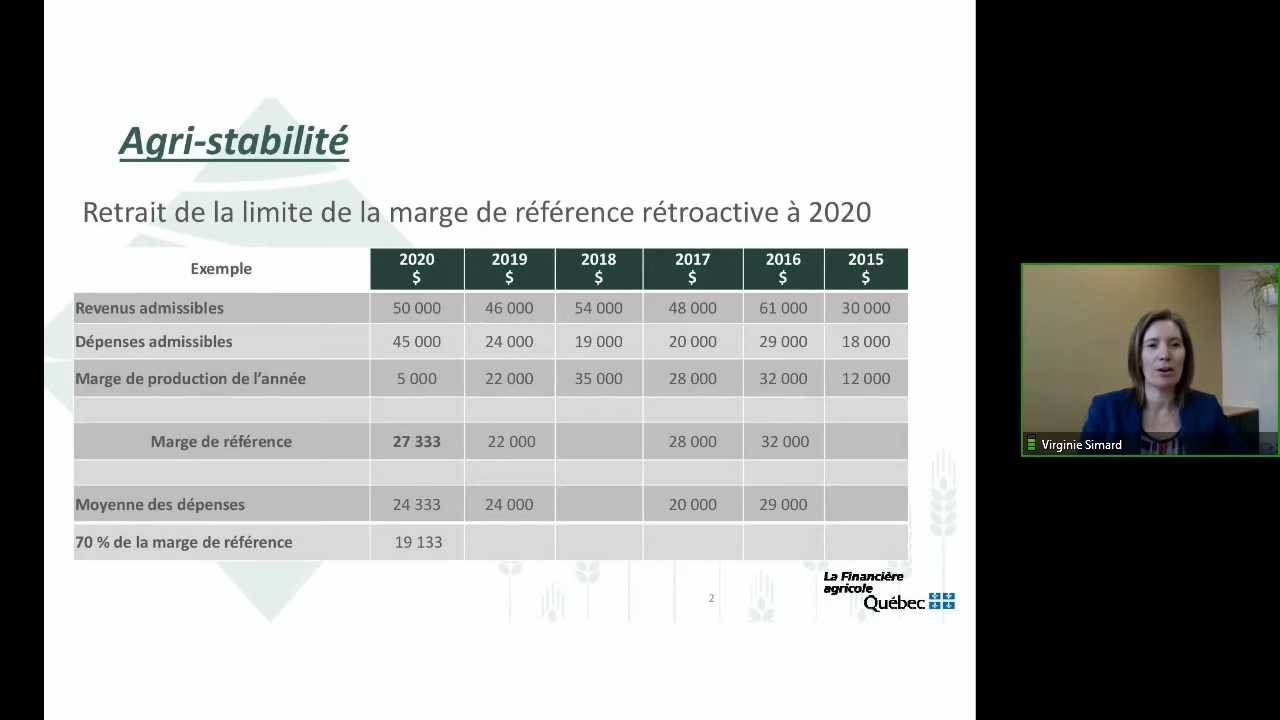 Agri-stabilité
Retrait de la limite de la marge de référence rétroactive à 2020
Exemple 2020 $ 2019 $ 2018 $ 2017 $ 2016 $ 2015 $
Revenus admissibles 50 000 46 000 54 000 48 000 61 000 30 000
Dépenses admissibles 45 000 24 000 19 000 20 000 29 000 18 000
Marge de production de l’année 5 000 22 000 35 000 28 000 32 000 12 000
Marge de référence 27 333 22 000 28 000 32 000
Moyenne des dépenses 24 333 24 000 20 000 29 000
70 % de la marge de référence 19 133
La Financière
agricole
Québec
2
Virginie Simard